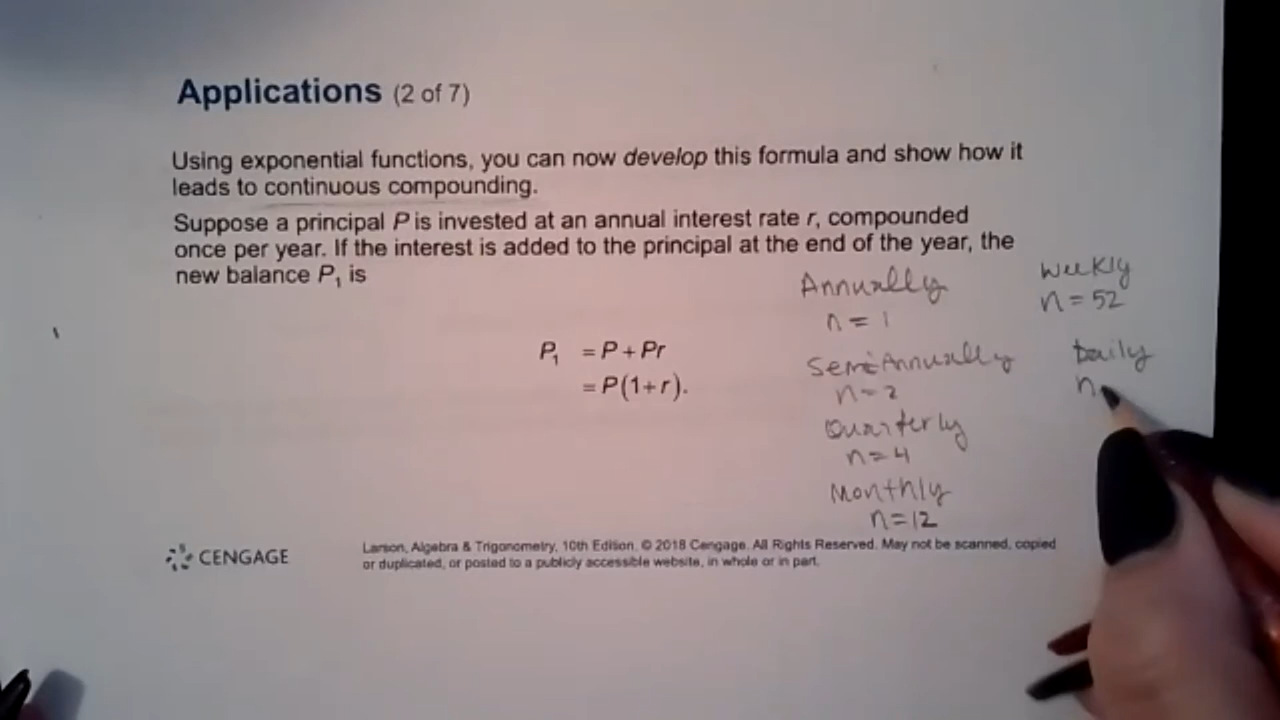 Applications (2 of 7)
Using exponential functions, you can now develop this formula and show how it
leads to continuous compounding.
Suppose a principal P is invested at an annual interest rate r, compounded
once per year. If the interest is added to the principal at the end of the year, the
new balance P₁ is
P₁ = P + Pr
= P(1+r).
Annually
n = 1
SemiAnnually
n = 2
Quarterly
n = 4
Monthly
n = 12
Weekly
n = 52
Daily
n
CENGAGE
Larson, Algebra & Trigonometry, 10th Edition. © 2018 Cengage. All Rights Reserved. May not be scanned, copied
or duplicated, or posted to a publicly accessible website, in whole or in part.